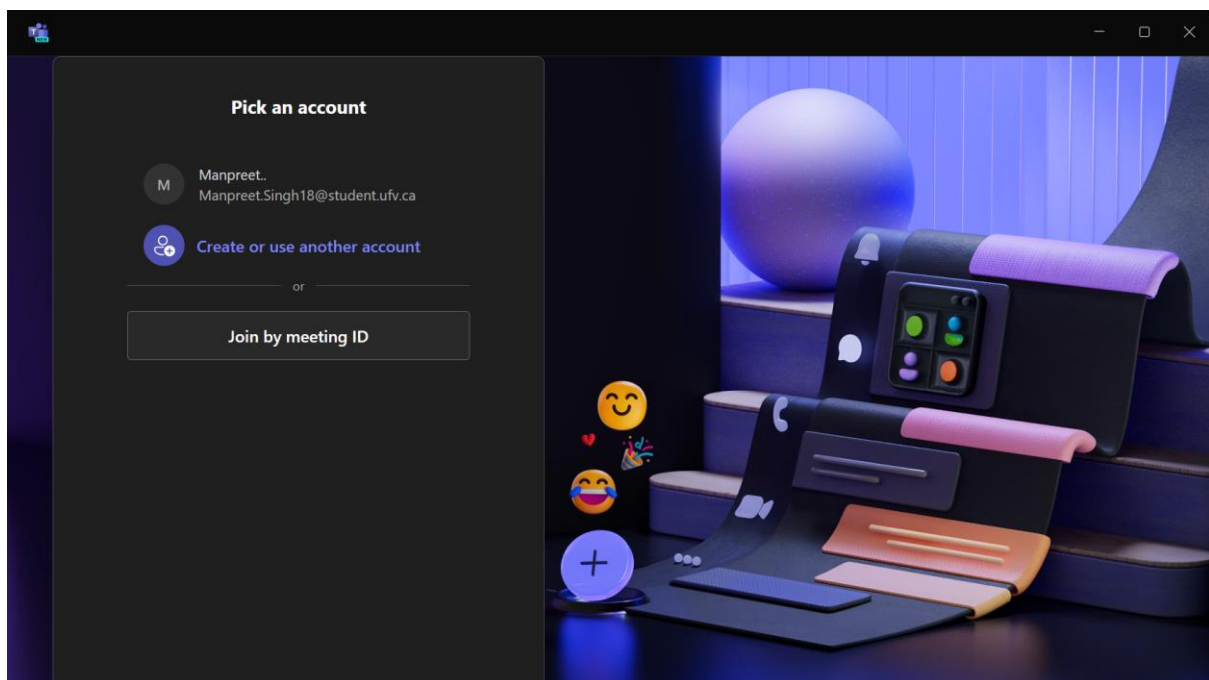 Pick an account
M
Manpreet..
Manpreet.Singh18@student.ufv.ca
Create or use another account
or
Join by meeting ID